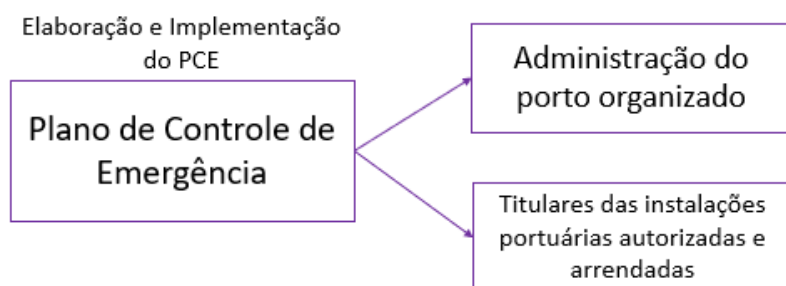 Elaboração e Implementação
do PCE
Plano de Controle de
Emergência
Administração do
porto organizado
Titulares das instalações
portuárias autorizadas e
arrendadas